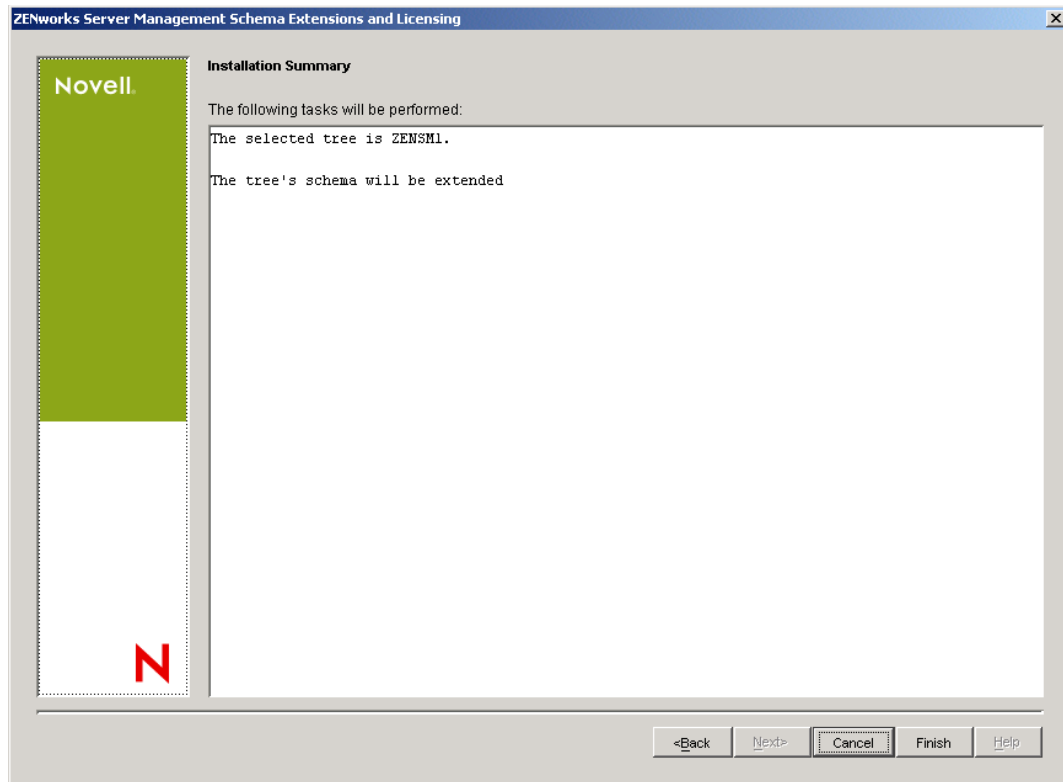 ZENworks Server Management Schema Extensions and Licensing
Novell.
Installation Summary
The following tasks will be performed:
The selected tree is ZENSM1.
The tree's schema will be extended
N
<Back Next> Cancel Finish Help